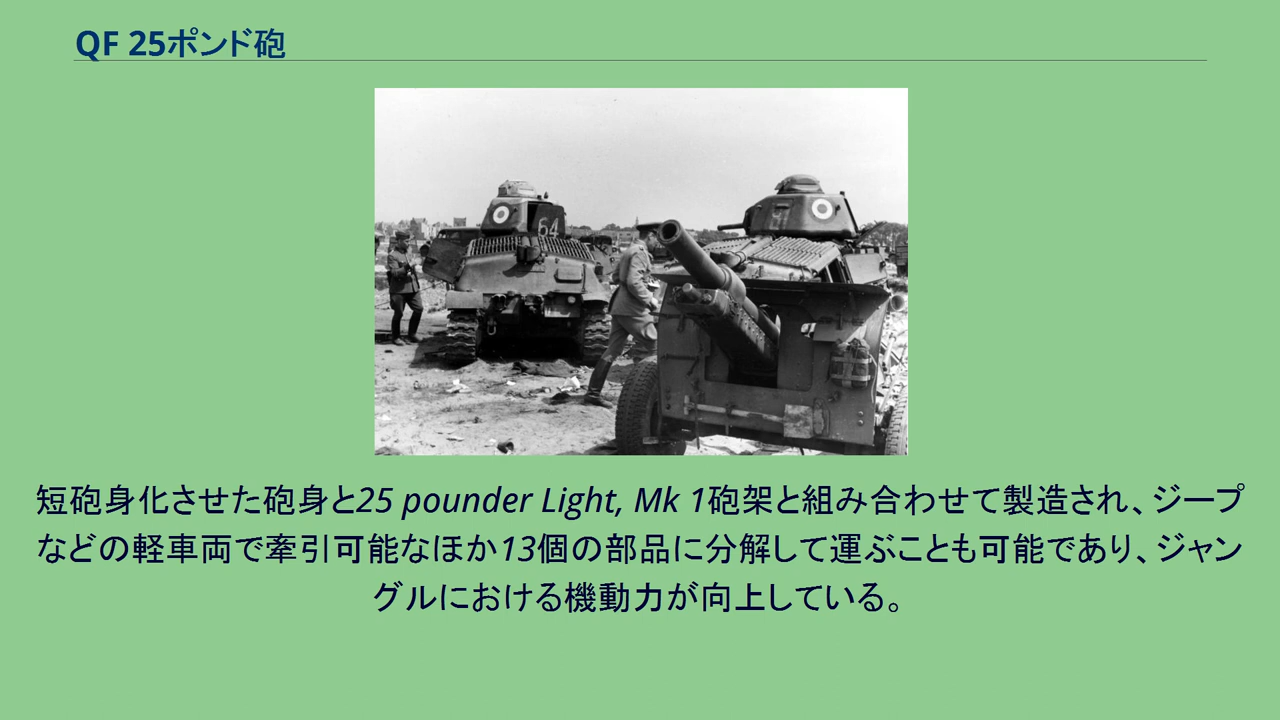 QF 25ポンド砲
64
短砲身化させた砲身と25 pounder Light, Mk 1砲架と組み合わせて製造され、ジープ
などの軽車両で牽引可能なほか13個の部品に分解して運ぶことも可能であり、ジャン
グルにおける機動力が向上している。